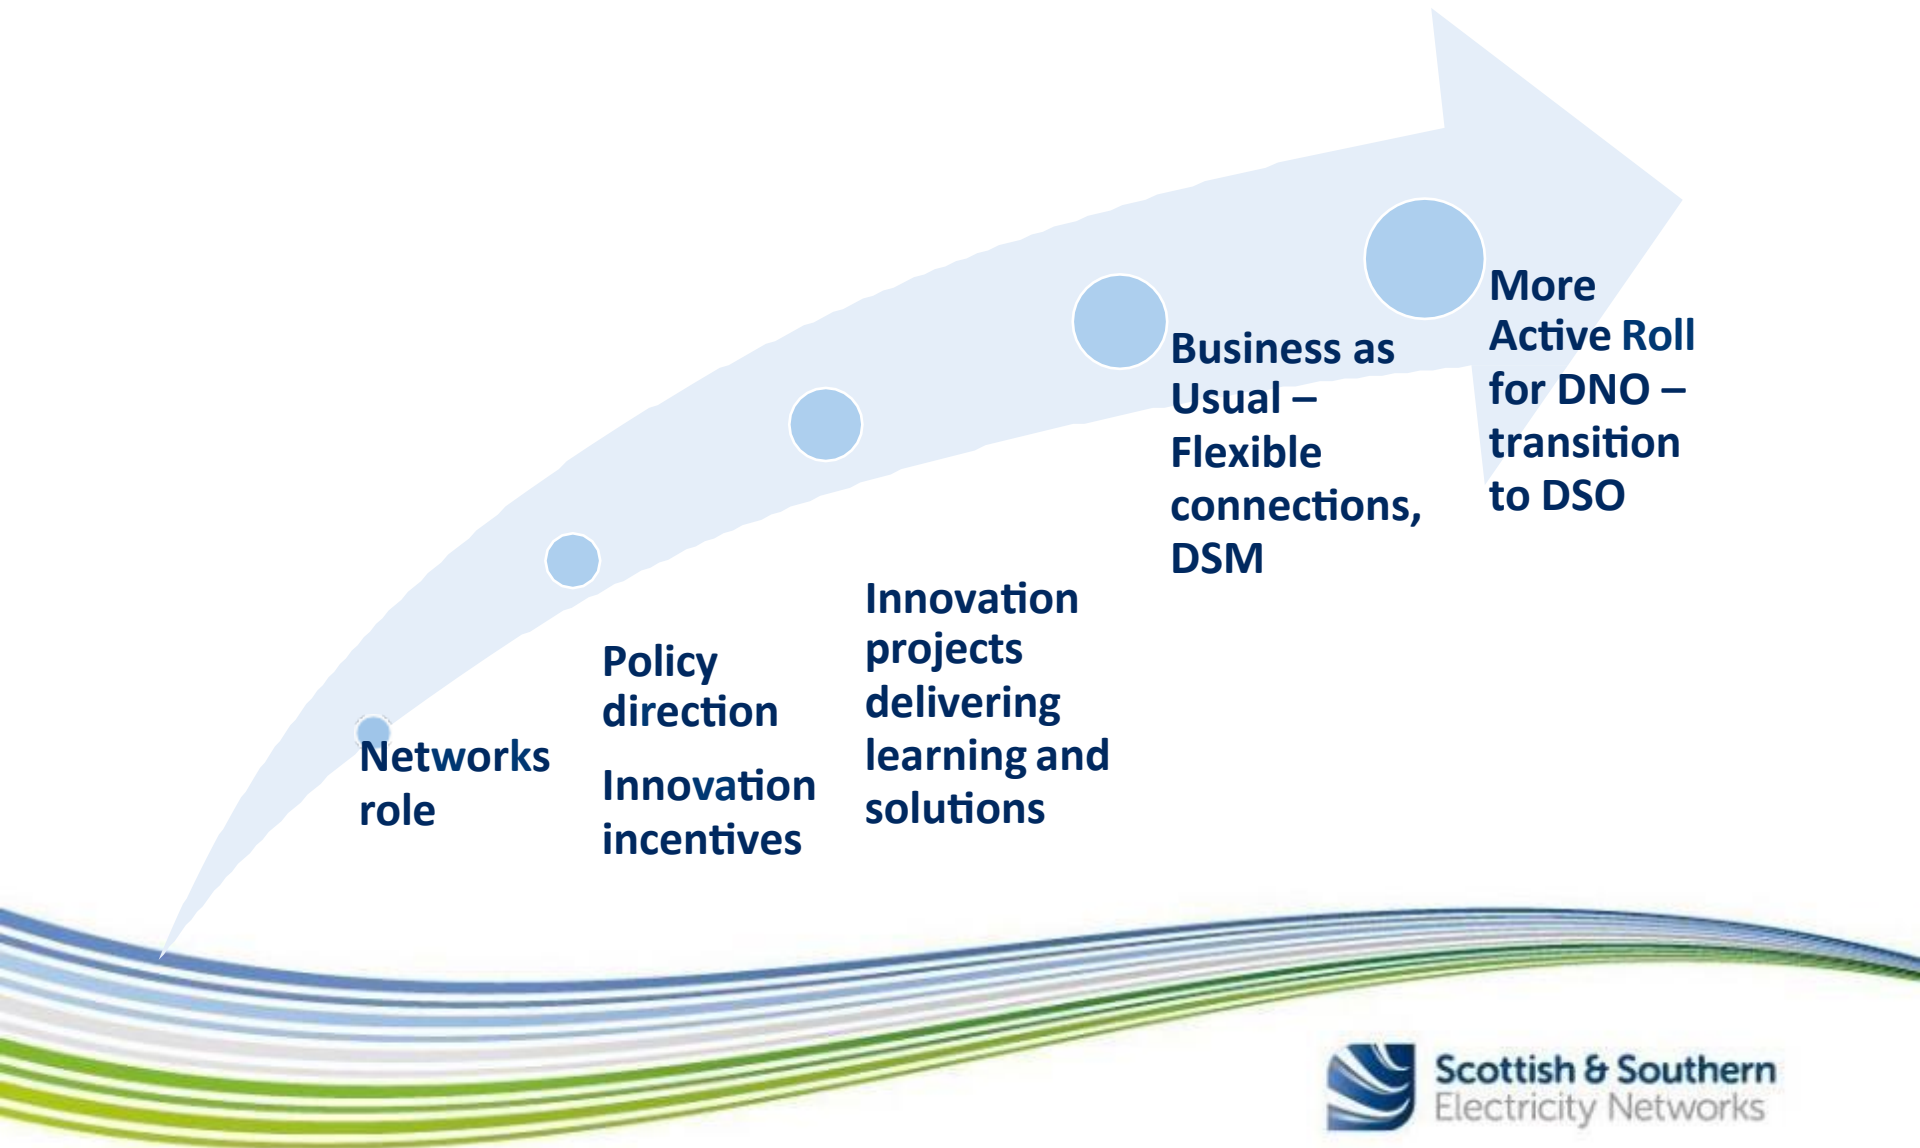 Networks
role
Policy
direction
Innovation
incentives
Innovation
projects
delivering
learning and
solutions
Business as
Usual –
Flexible
connections,
DSM
More
Active Roll
for DNO –
transition
to DSO
Scottish & Southern
Electricity Networks